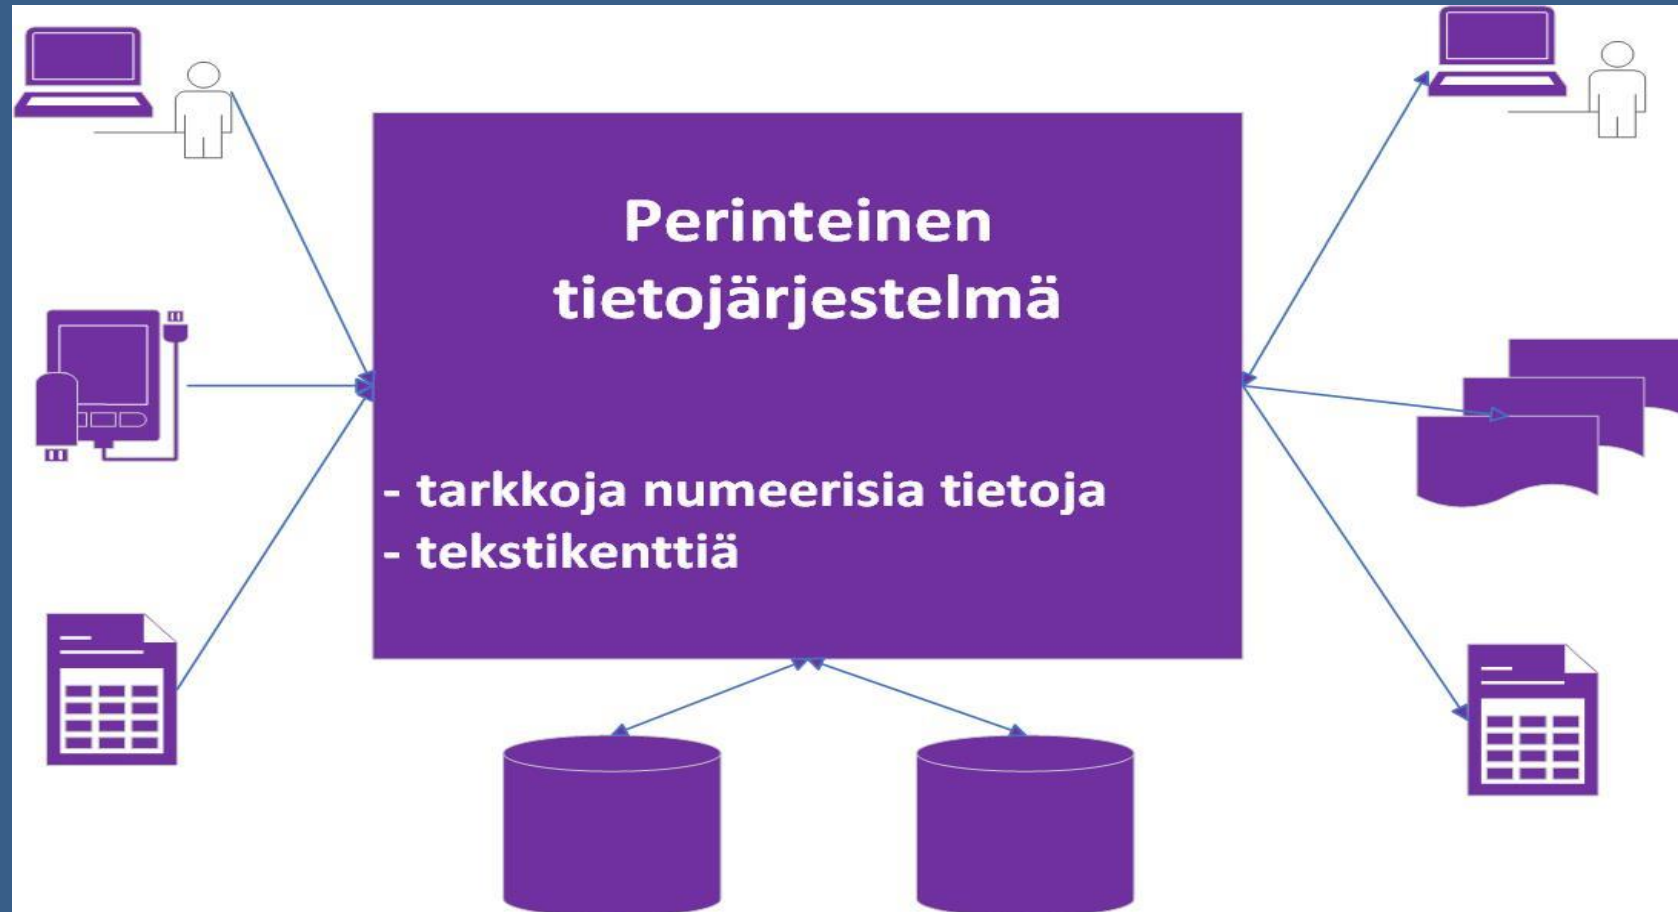 Perinteinen
tietojärjestelmä
- tarkkoja numeerisia tietoja
- tekstikenttiä